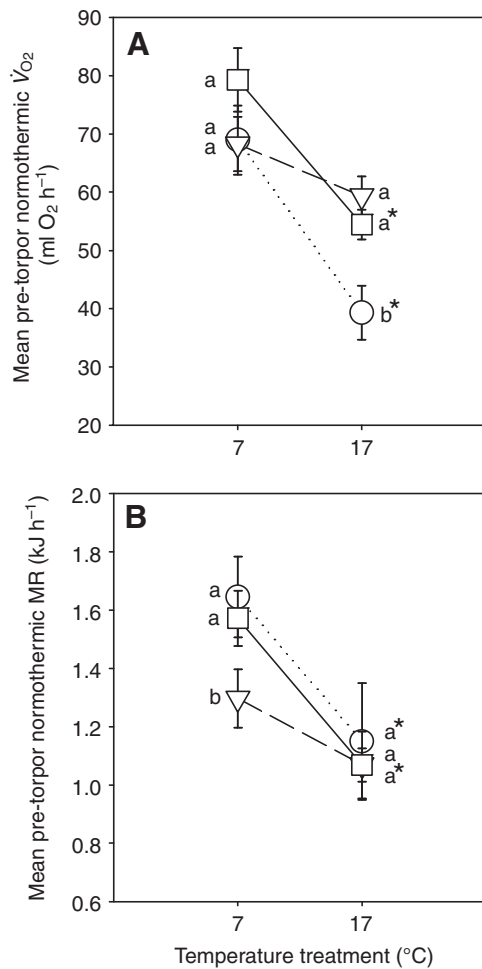 A
90
80
70
60
50
40
30
20
Mean pre-torpor normothermic V̇O2
(ml O2 h–1)
a
a
a
a
a*
b*
7
17
B
2.0
1.8
1.6
1.4
1.2
1.0
0.8
0.6
Mean pre-torpor normothermic MR (kJ h–1)
a
a
b
a*
a
a*
7
17
Temperature treatment (°C)